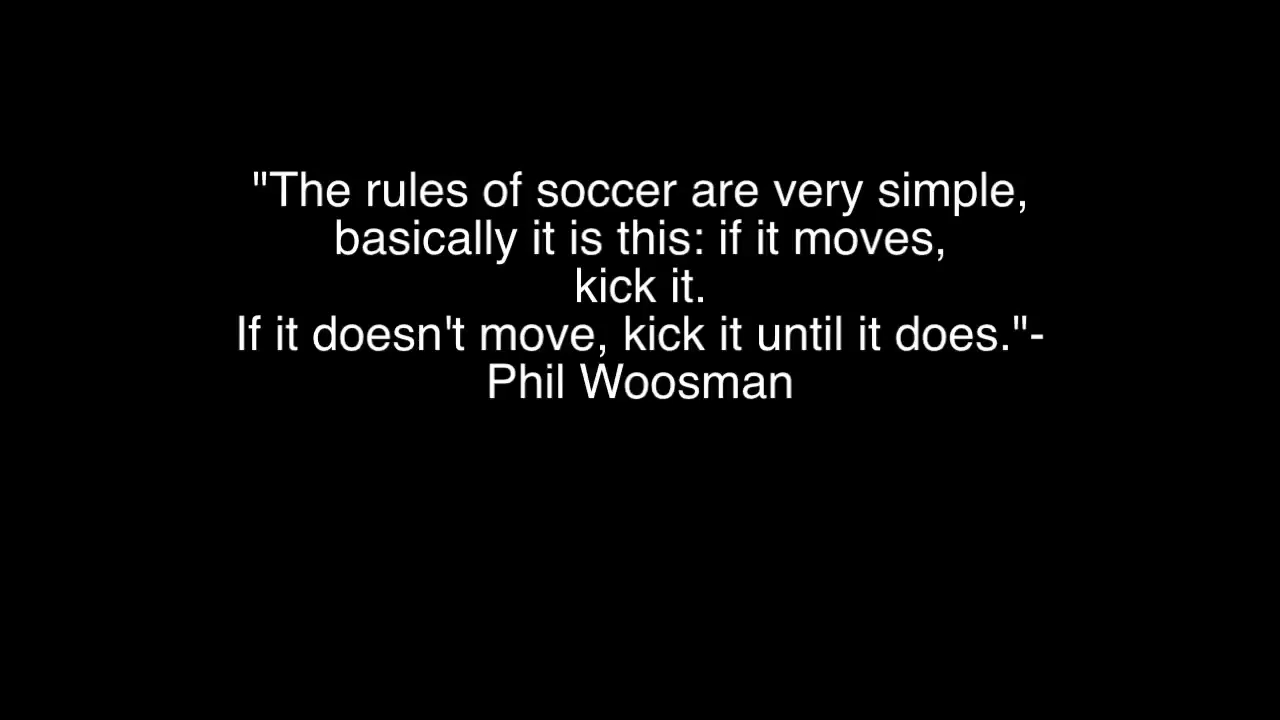 "The rules of soccer are very simple,
basically it is this: if it moves,
kick it.
If it doesn't move, kick it until it does."-
Phil Woosman